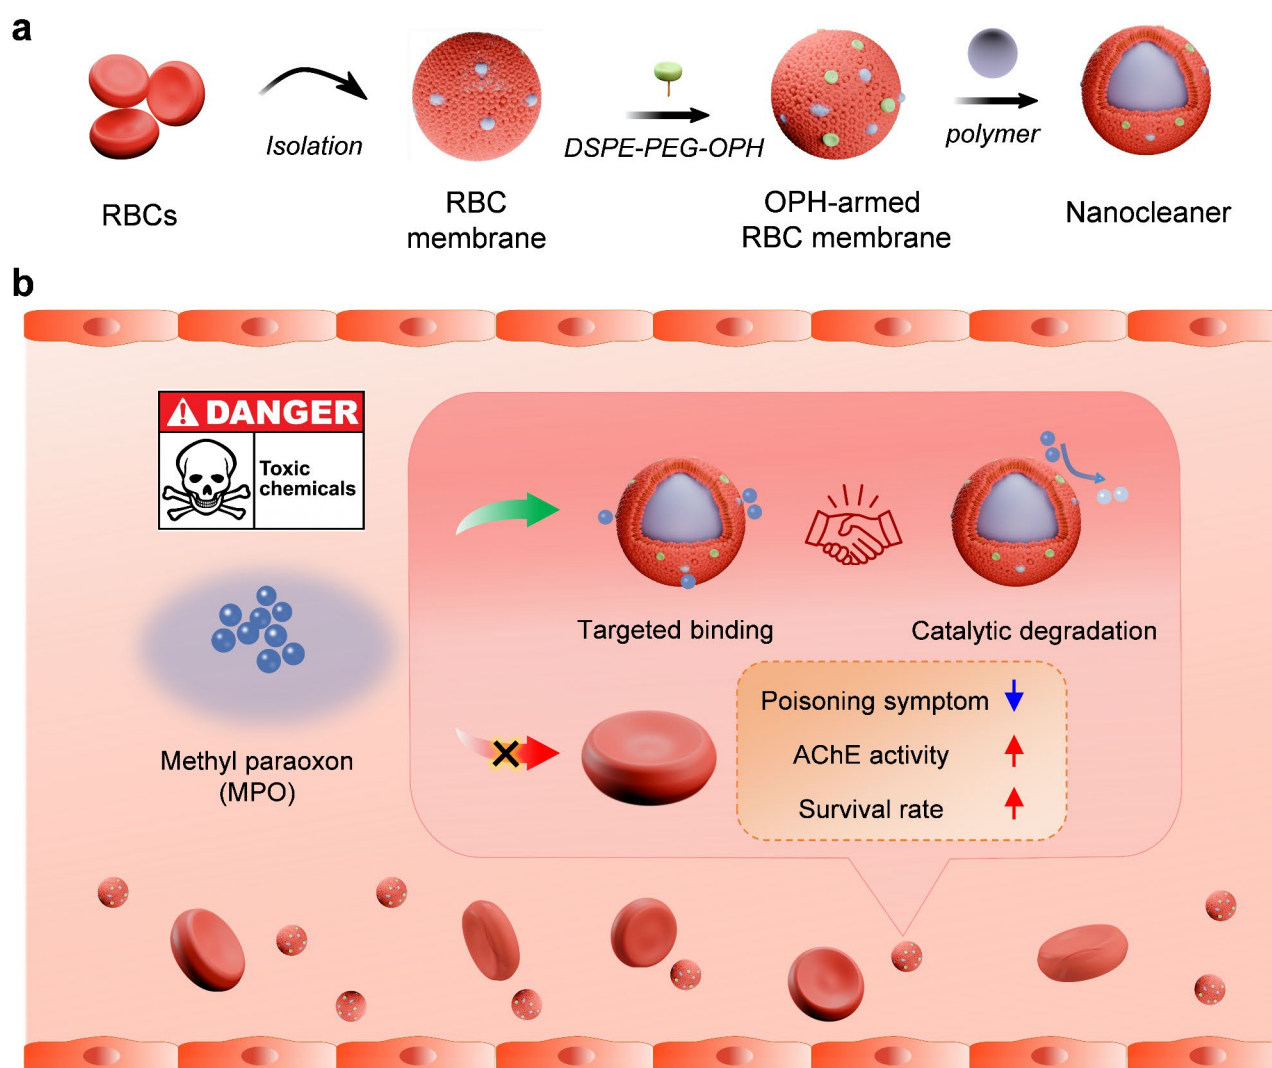 a
Isolation
DSPE-PEG-OPH
polymer
RBCs
RBC
membrane
OPH-armed
RBC membrane
Nanocleaner
b
DANGER
Toxic
chemicals
Methyl paraoxon
(MPO)
Targeted binding
Catalytic degradation
Poisoning symptom
AChE activity
Survival rate